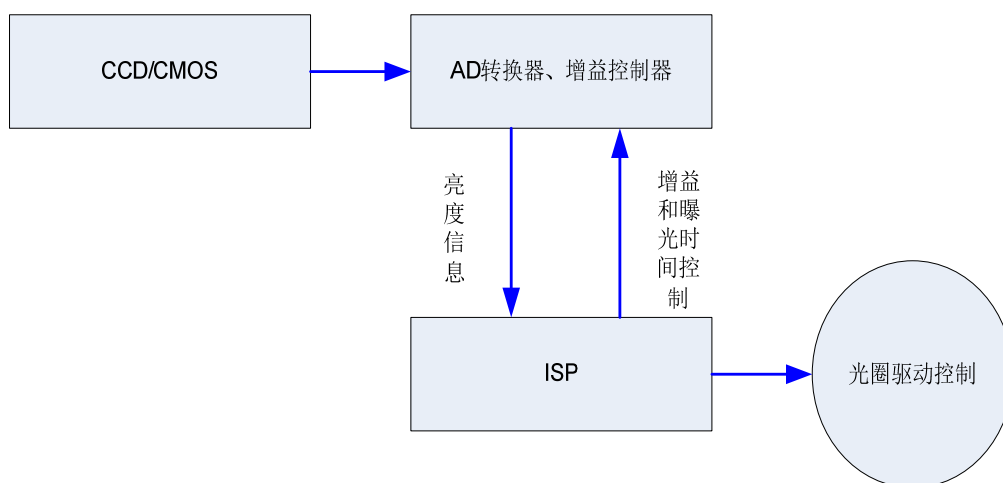 CCD/CMOS
AD转换器、增益控制器
亮
度
信
息
增益
和曝
光时
间控
制
ISP
光圈驱动控制